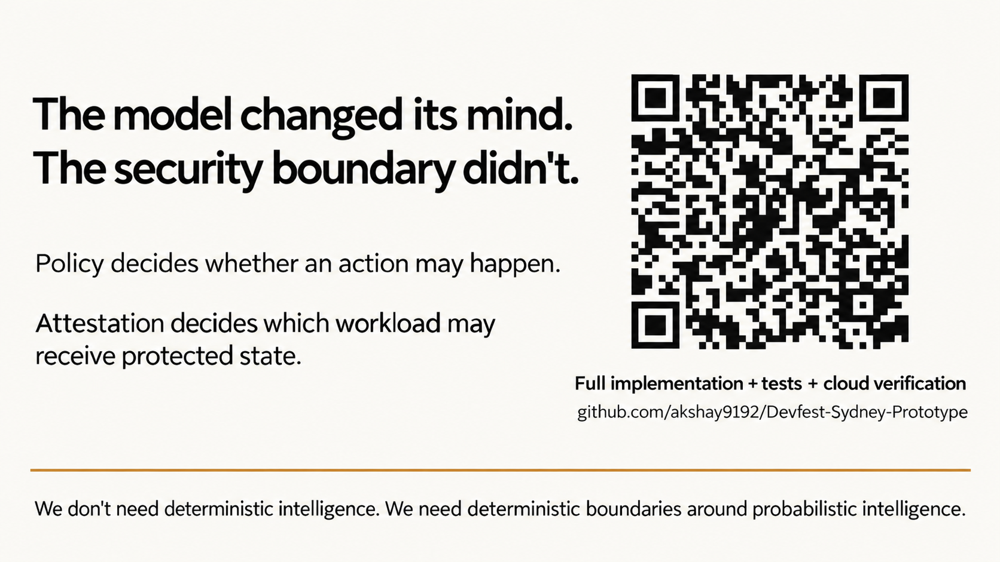 The model changed its mind.
The security boundary didn't.
Policy decides whether an action may happen.
Attestation decides which workload may
receive protected state.
Full implementation + tests + cloud verification
github.com/akshay9192/Devfest-Sydney-Prototype
We don't need deterministic intelligence. We need deterministic boundaries around probabilistic intelligence.